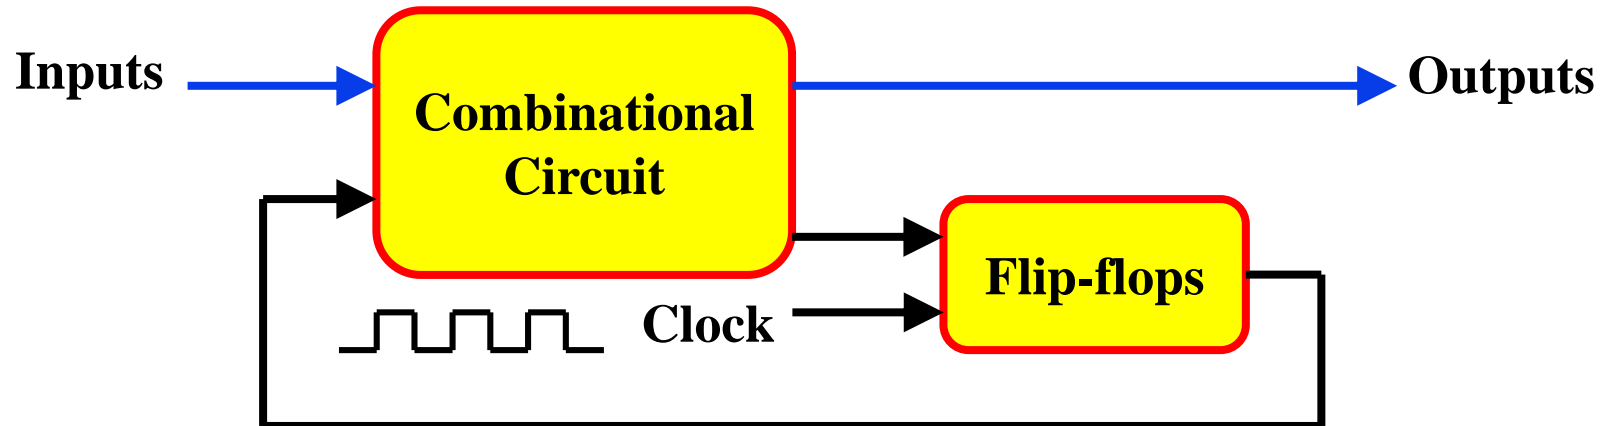 Inputs
Combinational
Circuit
Outputs
Clock
Flip-flops